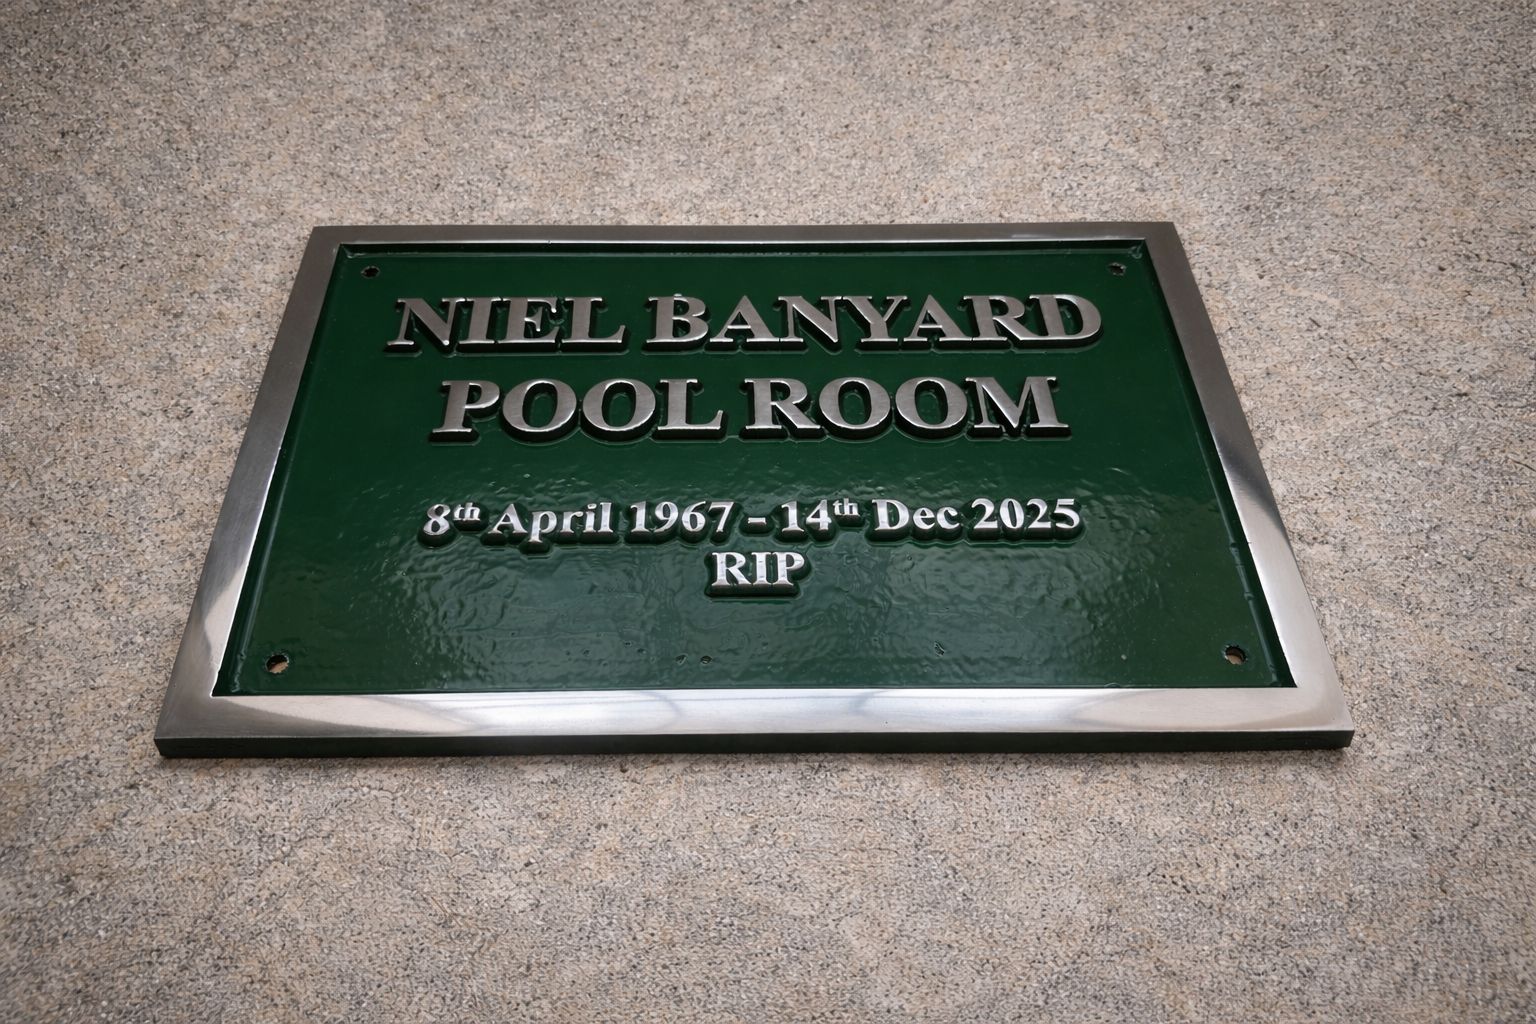 NIEL BANYARD
POOL ROOM
8th April 1967 - 14th Dec 2025
RIP